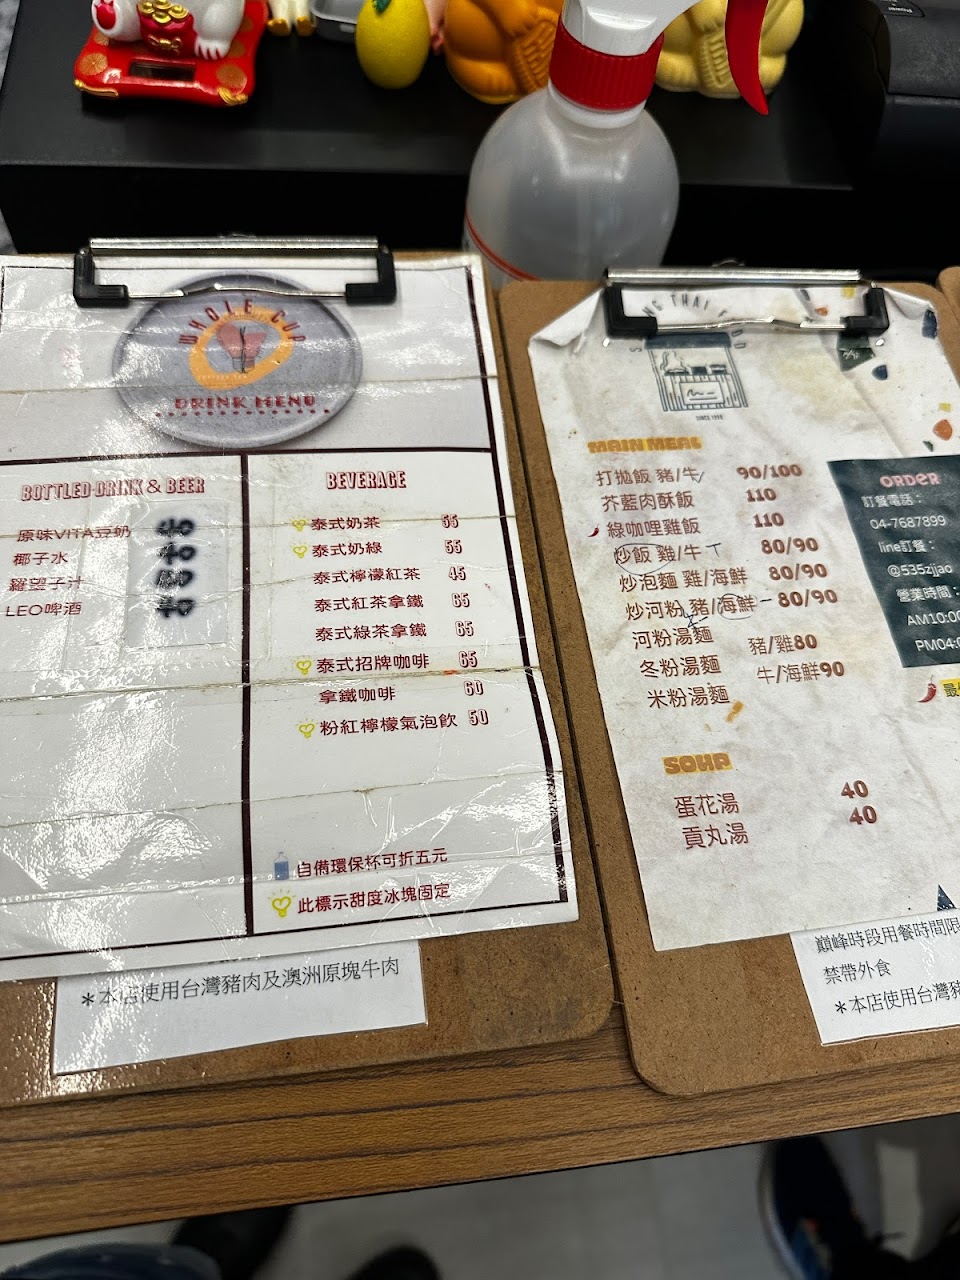 WHOLE CUP
DRINK MENU
BOTTLED DRINK & BEER
原味VITA豆奶
椰子水
羅望子汁
LEO啤酒
BEVERAGE
泰式奶茶 55
泰式奶綠 55
泰式檸檬紅茶 45
泰式紅茶拿鐵 65
泰式綠茶拿鐵 65
泰式招牌咖啡 65
拿鐵咖啡 60
粉紅檸檬氣泡飲 50
自備環保杯可折五元
此標示甜度冰塊固定
＊本店使用台灣豬肉及澳洲原塊牛肉
THAI
SINCE
MAIN MEAL
打拋飯 豬/牛 90/100
芥藍肉酥飯 110
綠咖哩雞飯 110
炒飯 雞/牛 80/90
炒泡麵 雞/海鮮 80/90
炒河粉 豬/海鮮 80/90
河粉湯麵 豬/雞80
冬粉湯麵 牛/海鮮90
米粉湯麵
SOUP
蛋花湯 40
貢丸湯 40
ORDER
訂餐電話：
04-7687899
line訂餐：
@535zjjao
營業時間：
AM10:00
PM04:
巔峰時段用餐時間限
禁帶外食
＊本店使用台灣豬